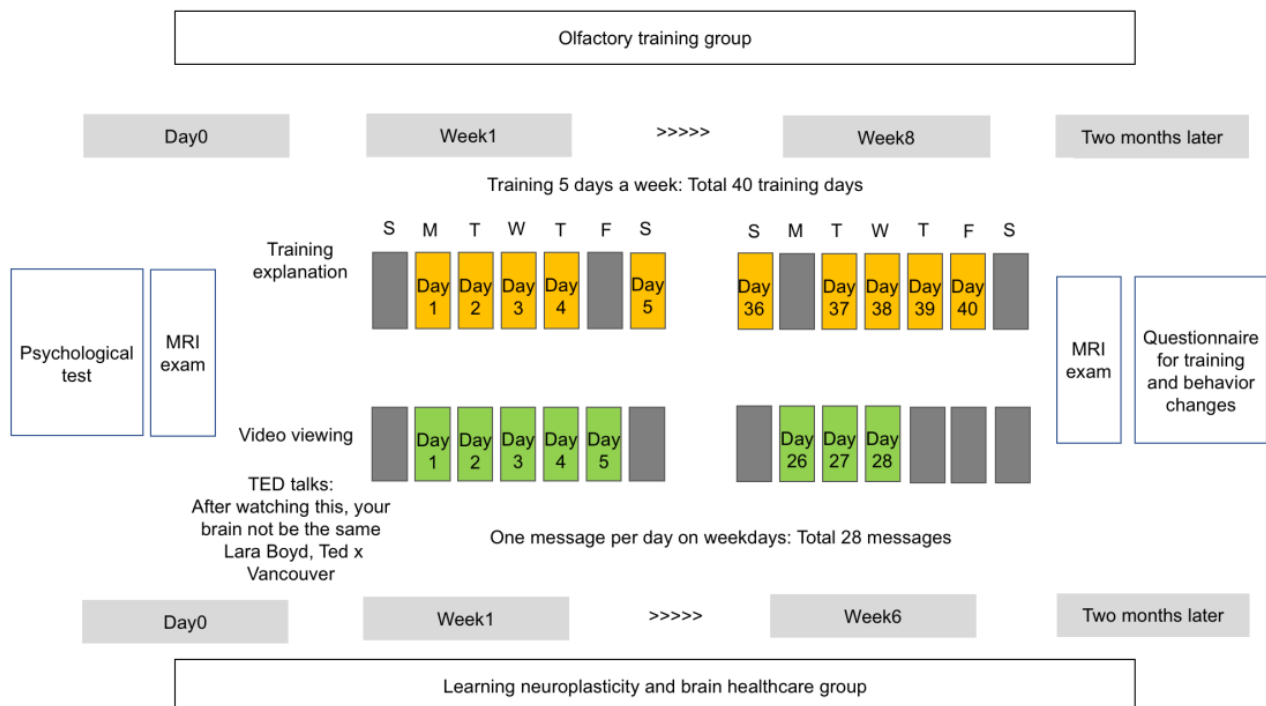 Olfactory training group
Day0
Week1
>>>>>
Week8
Two months later
Training 5 days a week: Total 40 training days
S M T W T F S
S M T W T F S
Training
explanation
Day
1
Day
2
Day
3
Day
4
Day
5
Day
36
Day
37
Day
38
Day
39
Day
40
Psychological
test
MRI
exam
MRI
exam
Questionnaire
for training
and behavior
changes
Video viewing
Day
1
Day
2
Day
3
Day
4
Day
5
Day
26
Day
27
Day
28
TED talks:
After watching this, your
brain not be the same
Lara Boyd, Ted x
Vancouver
One message per day on weekdays: Total 28 messages
Day0
Week1
>>>>>
Week6
Two months later
Learning neuroplasticity and brain healthcare group